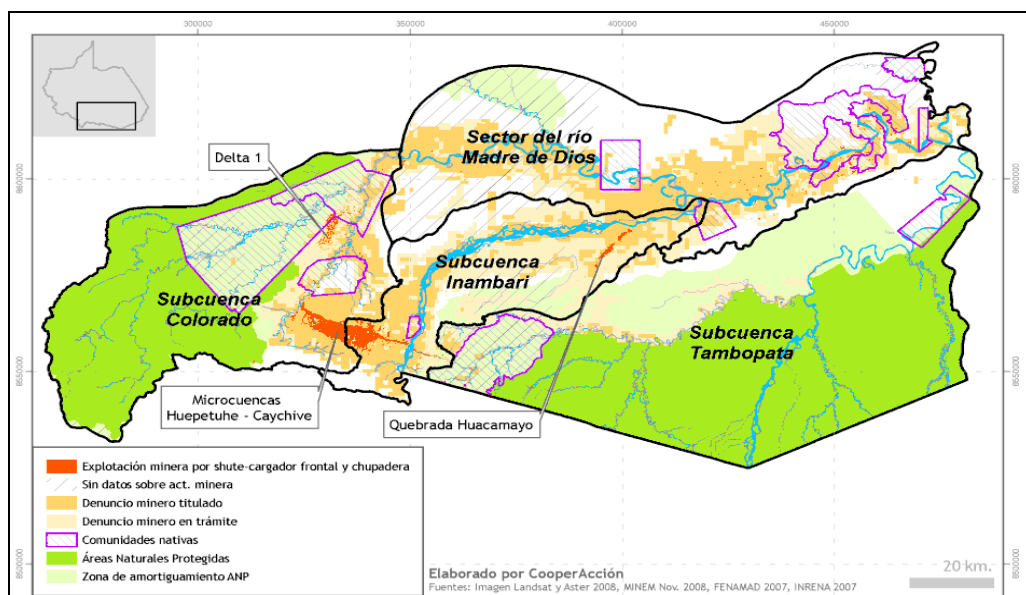 300000
350000
400000
450000
8600000
8600000
Delta 1
Sector del río
Madre de Dios
Subcuenca
Inambari
Subcuenca
Colorado
Subcuenca
Tambopata
8550000
8550000
Microcuencas
Huepetuhe - Caychive
Quebrada Huacamayo
Explotación minera por shute-cargador frontal y chupadera
Sin datos sobre act. minera
Denuncio minero titulado
Denuncio minero en trámite
Comunidades nativas
Áreas Naturales Protegidas
Zona de amortiguamiento ANP
8500000
8500000
20 km.
Elaborado por CooperAcción
Fuentes: Imagen Landsat y Aster 2008, MINEM Nov. 2008, FENAMAD 2007, INRENA 2007